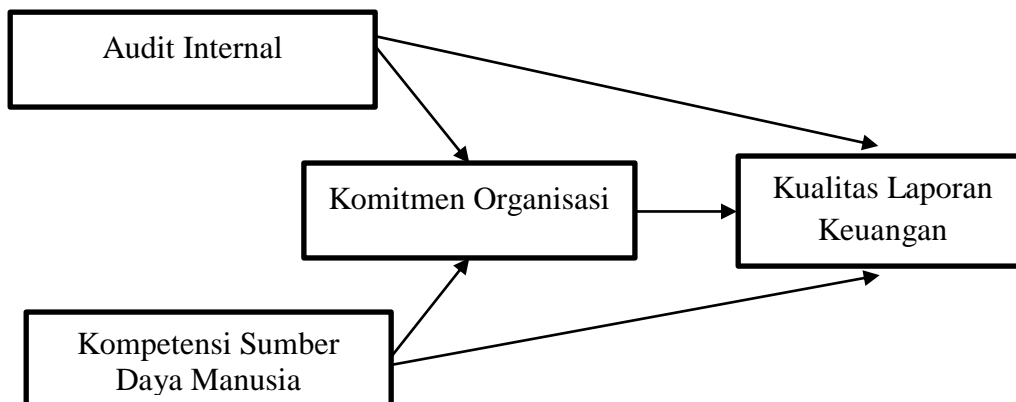 Audit Internal
Komitmen Organisasi
Kualitas Laporan
Keuangan
Kompetensi Sumber
Daya Manusia